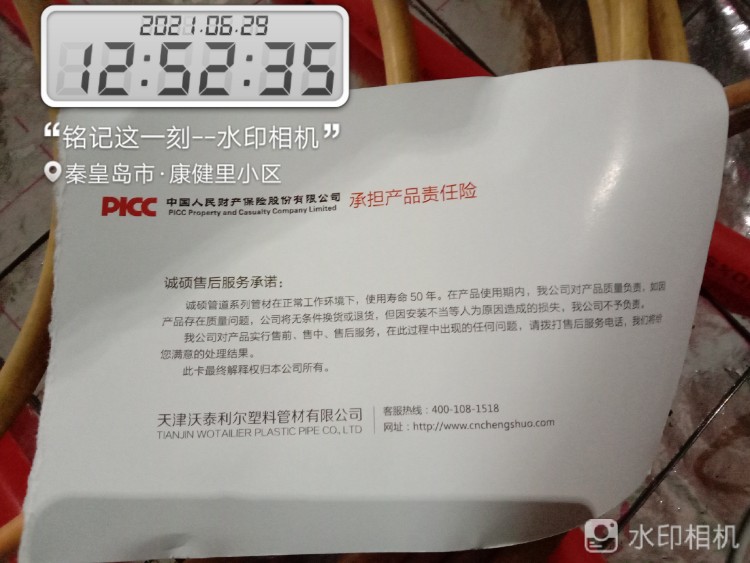 2021.06.29
12:52:35
“铭记这一刻--水印相机”
秦皇岛市·康健里小区
PICC 中国人民财产保险股份有限公司 承担产品责任险
PICC Property and Casualty Company Limited
诚硕售后服务承诺：
诚硕管道系列管材在正常工作环境下，使用寿命 50 年。在产品使用期内，我公司对产品质量负责，如因
产品存在质量问题，公司将无条件换货或退货，但因安装不当等人为原因造成的损失，我公司不予负责。
我公司对产品实行售前、售中、售后服务，在此过程中出现的任何问题，请拨打售后服务电话，我们将给
您满意的处理结果。
此卡最终解释权归本公司所有。
天津沃泰利尔塑料管材有限公司
TIANJIN WOTAILIER PLASTIC PIPE CO., LTD
客服热线：400-108-1518
网址：http://www.cnchengshuo.com
水印相机